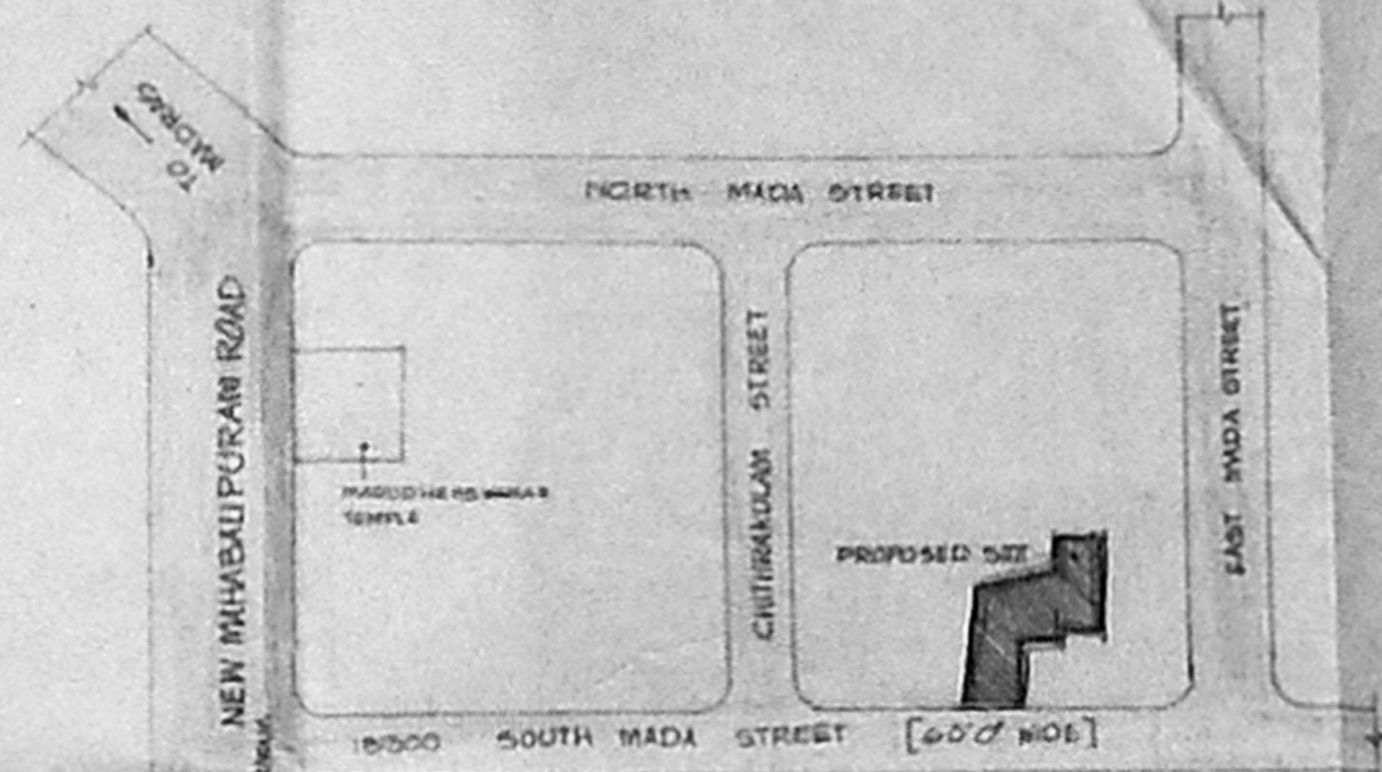 TO
MADRAS
NORTH MADA STREET
NEW MAHABALIPURAM ROAD
CHITHRAKULAM STREET
EAST MADA STREET
TEMPLE
PROPOSED SITE
SOUTH MADA STREET [60'0" WIDE]